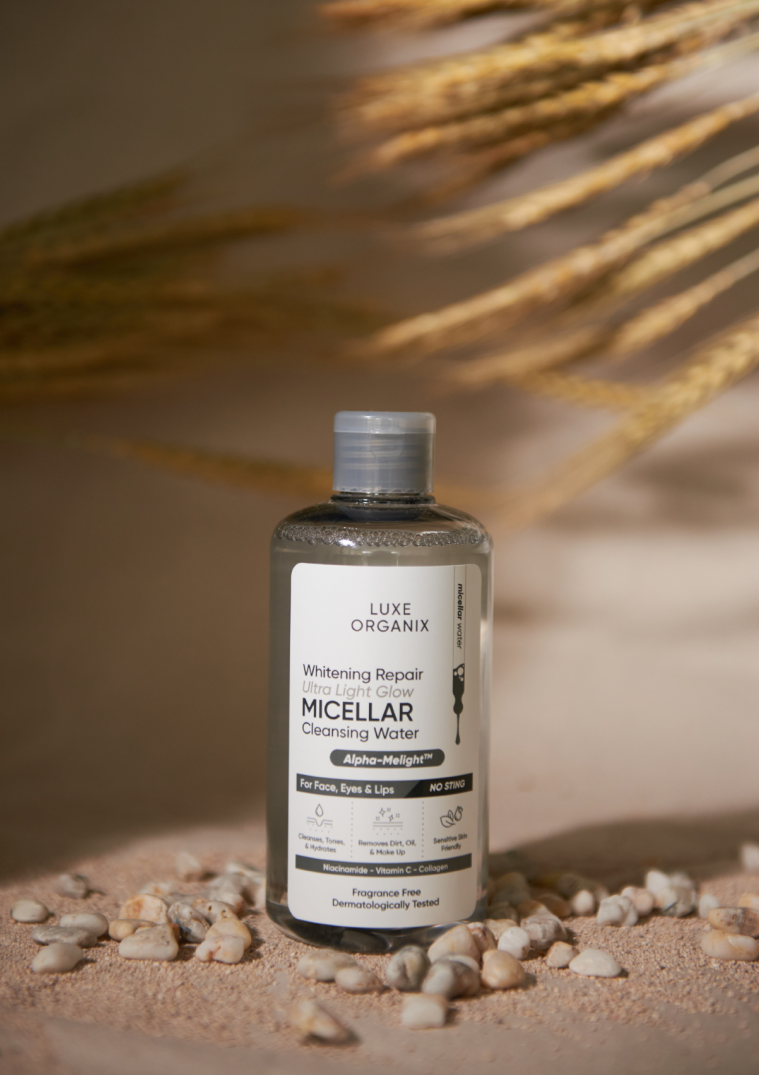 LUXE
ORGANIX
micellar water
Whitening Repair
Ultra Light Glow
MICELLAR
Cleansing Water
Alpha-Melight™
For Face, Eyes & Lips
NO STING
Cleanses, Tones,
& Hydrates
Removes Dirt, Oil,
& Make Up
Sensitive Skin
Friendly
Niacinamide - Vitamin C - Collagen
Fragrance Free
Dermatologically Tested